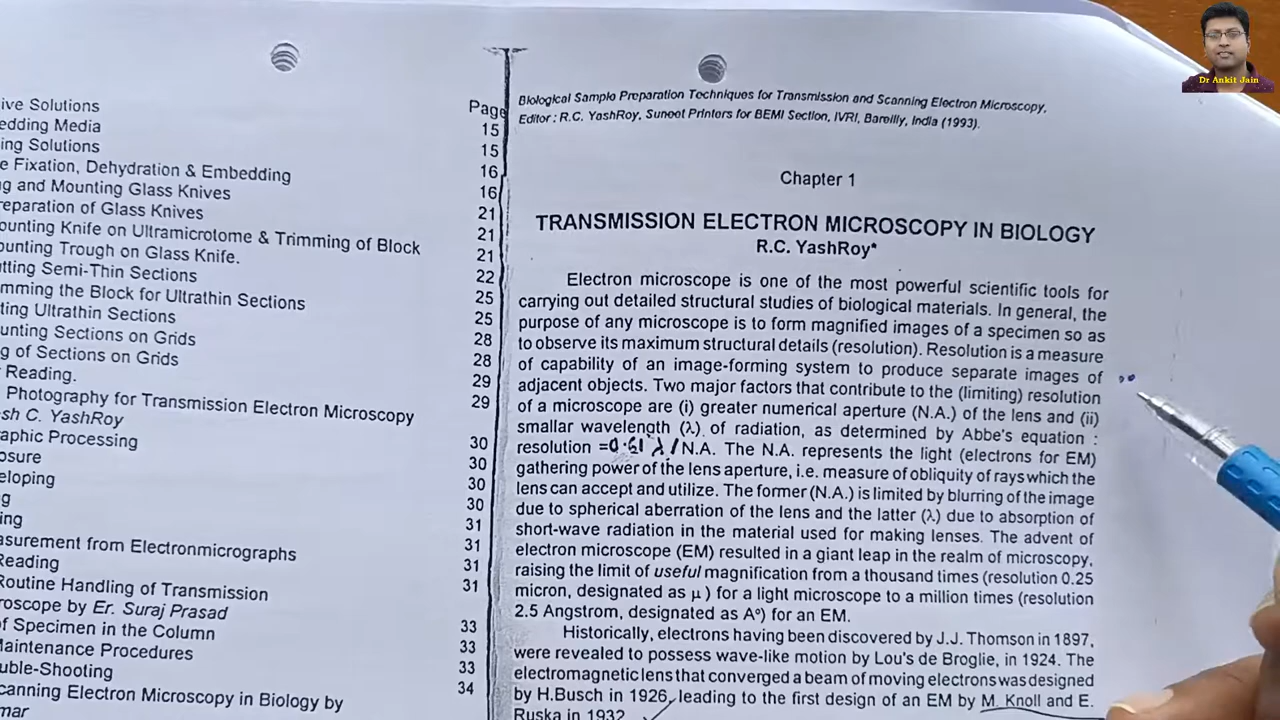 Dr Ankit Jain
ive Solutions
edding Media
ing Solutions
e Fixation, Dehydration & Embedding
g and Mounting Glass Knives
reparation of Glass Knives
ounting Knife on Ultramicrotome & Trimming of Block
ounting Trough on Glass Knife.
tting Semi-Thin Sections
mming the Block for Ultrathin Sections
ting Ultrathin Sections
ounting Sections on Grids
g of Sections on Grids
r Reading.
Photography for Transmission Electron Microscopy
sh C. YashRoy
aphic Processing
osure
eloping
g
ing
asurement from Electronmicrographs
Reading
Routine Handling of Transmission
roscope by Er. Suraj Prasad
of Specimen in the Column
Maintenance Procedures
uble-Shooting
canning Electron Microscopy in Biology by
mar
Page
15
15
16
16
21
21
21
22
25
25
28
28
29
29
30
30
30
30
31
31
31
31
33
33
33
34
Biological Sample Preparation Techniques for Transmission and Scanning Electron Microscopy,
Editor : R.C. YashRoy, Suneet Printers for BEMI Section, IVRI, Bareilly, India (1993).
Chapter 1
TRANSMISSION ELECTRON MICROSCOPY IN BIOLOGY
R.C. YashRoy*
Electron microscope is one of the most powerful scientific tools for
carrying out detailed structural studies of biological materials. In general, the
purpose of any microscope is to form magnified images of a specimen so as
to observe its maximum structural details (resolution). Resolution is a measure
of capability of an image-forming system to produce separate images of
adjacent objects. Two major factors that contribute to the (limiting) resolution
of a microscope are (i) greater numerical aperture (N.A.) of the lens and (ii)
smallar wavelength (λ) of radiation, as determined by Abbe's equation :
resolution =0.61 λ / N.A. The N.A. represents the light (electrons for EM)
gathering power of the lens aperture, i.e. measure of obliquity of rays which the
lens can accept and utilize. The former (N.A.) is limited by blurring of the image
due to spherical aberration of the lens and the latter (λ) due to absorption of
short-wave radiation in the material used for making lenses. The advent of
electron microscope (EM) resulted in a giant leap in the realm of microscopy,
raising the limit of useful magnification from a thousand times (resolution 0.25
micron, designated as μ ) for a light microscope to a million times (resolution
2.5 Angstrom, designated as A°) for an EM.
Historically, electrons having been discovered by J.J. Thomson in 1897,
were revealed to possess wave-like motion by Lou's de Broglie, in 1924. The
electromagnetic lens that converged a beam of moving electrons was designed
by H.Busch in 1926, leading to the first design of an EM by M. Knoll and E.
Ruska in 1932